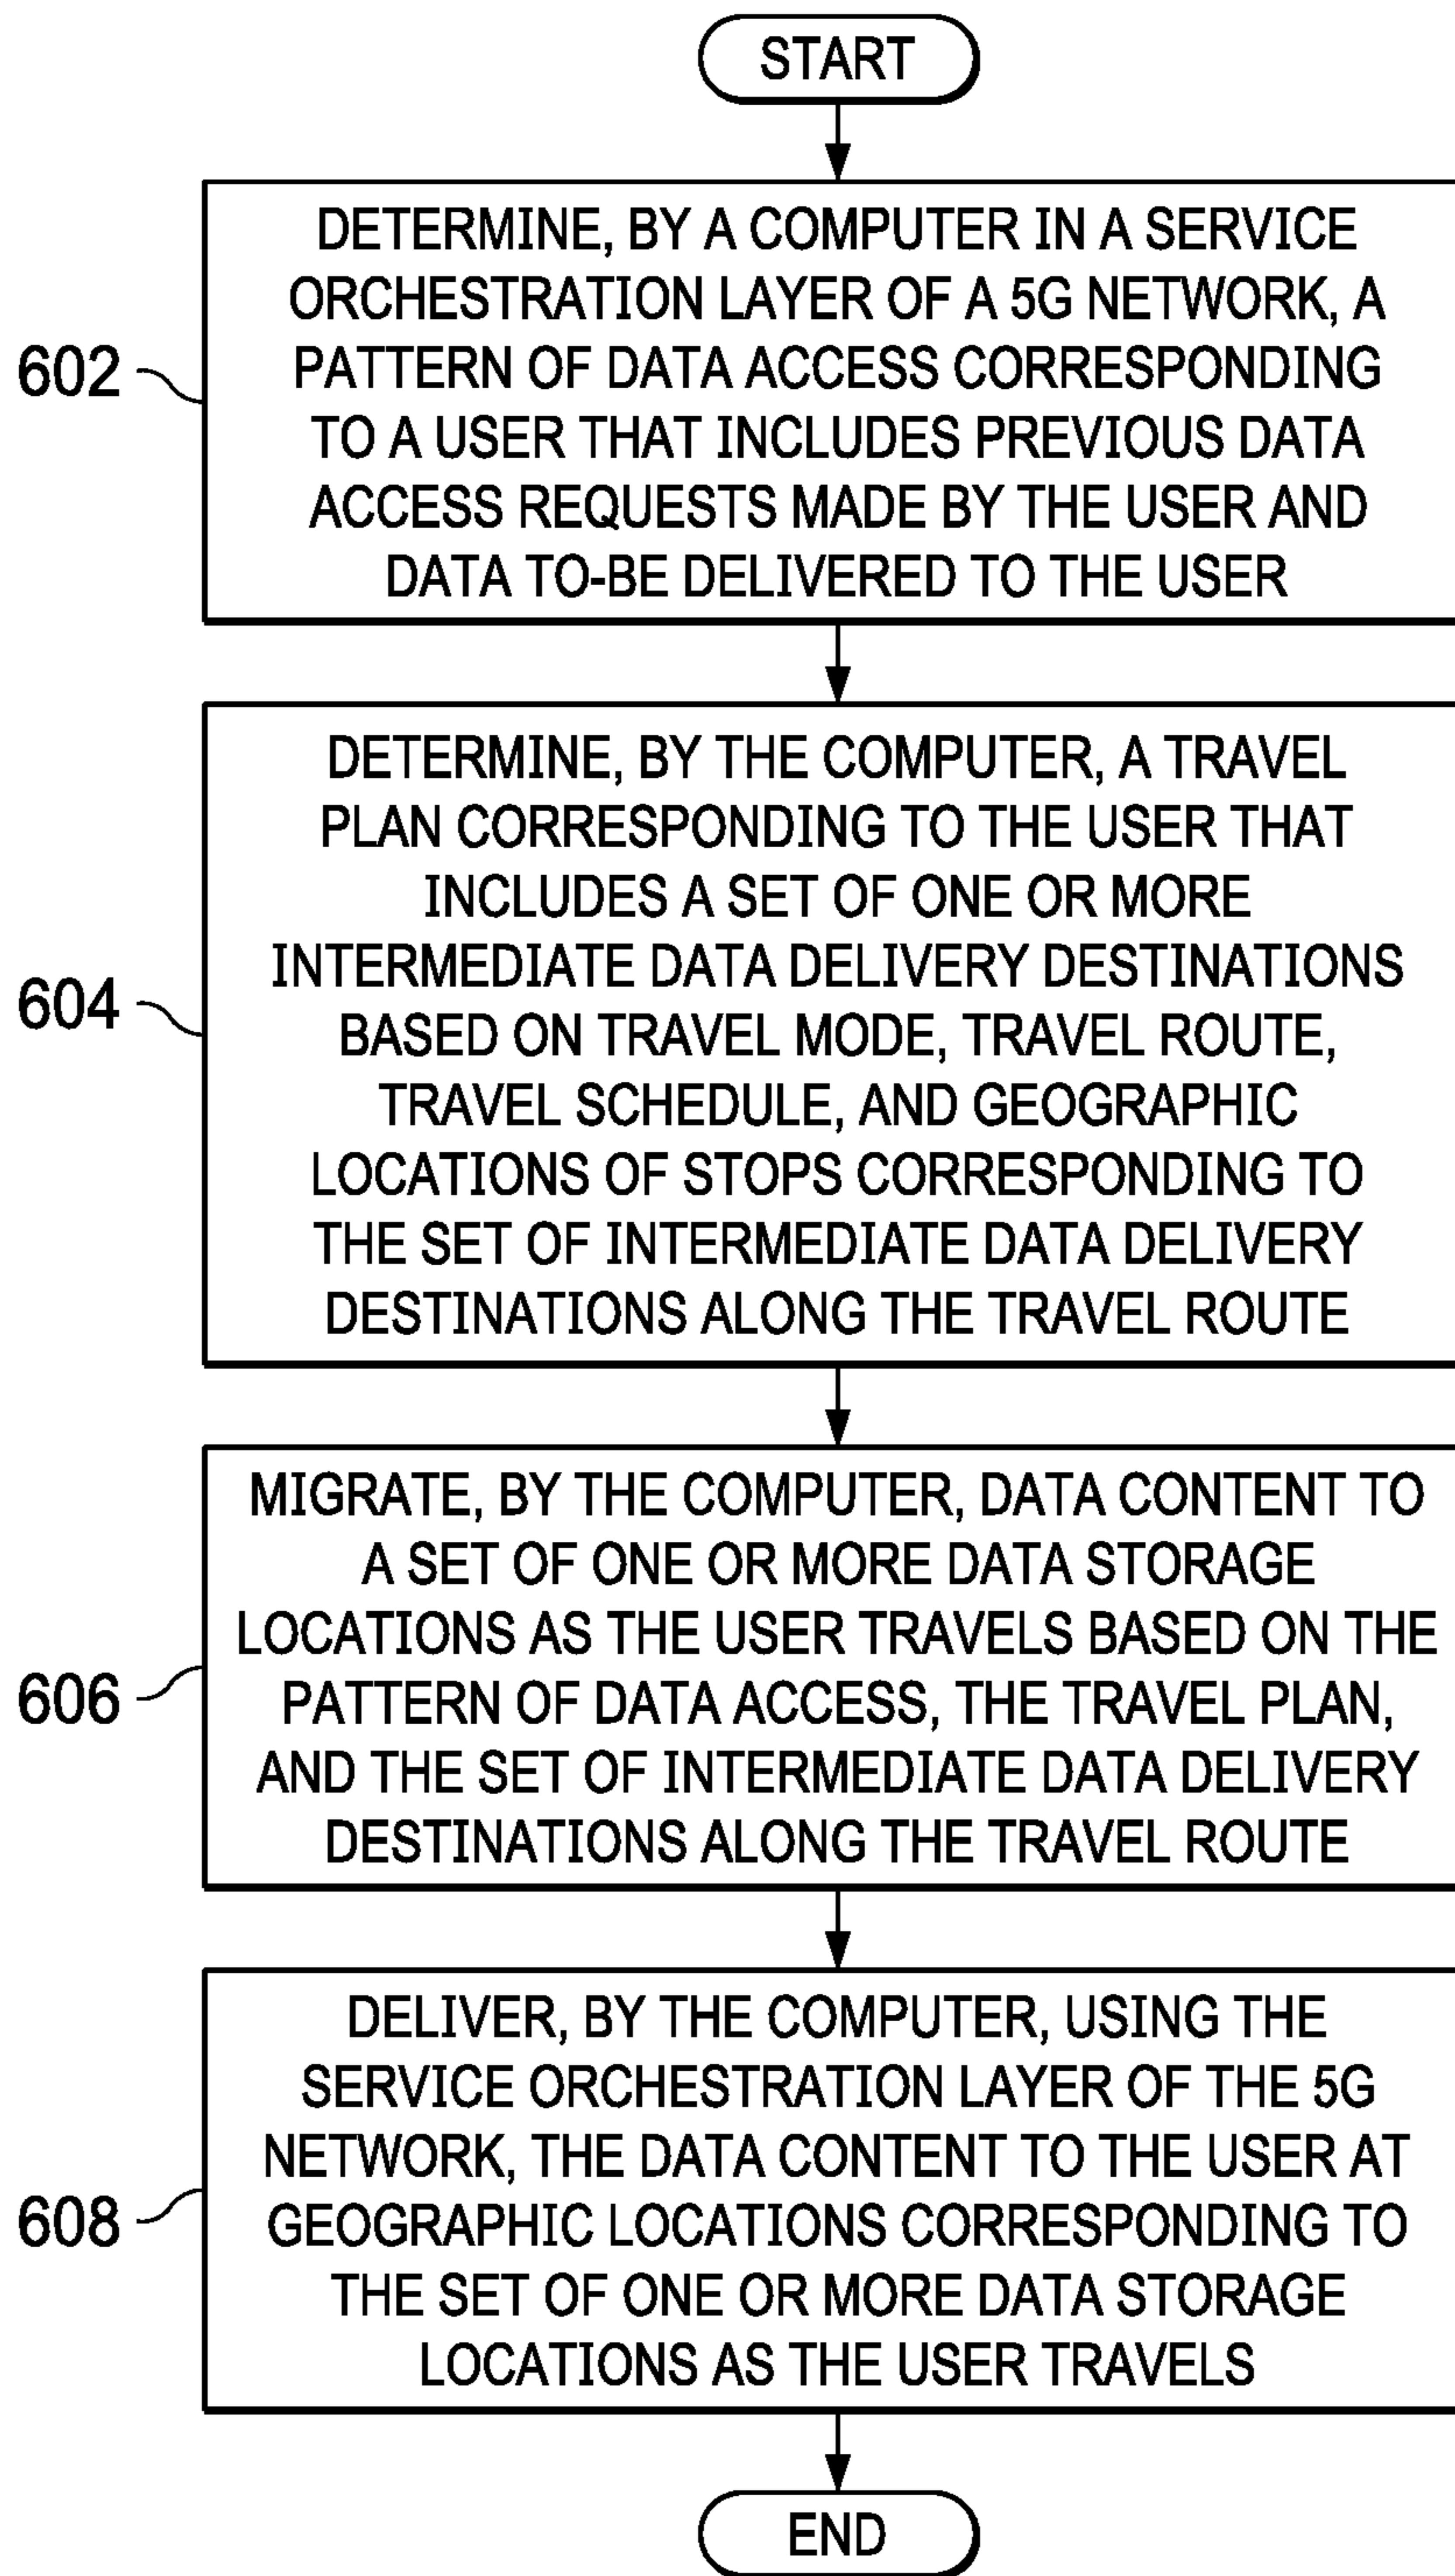 START
DETERMINE, BY A COMPUTER IN A SERVICE
ORCHESTRATION LAYER OF A 5G NETWORK, A
PATTERN OF DATA ACCESS CORRESPONDING
TO A USER THAT INCLUDES PREVIOUS DATA
ACCESS REQUESTS MADE BY THE USER AND
DATA TO-BE DELIVERED TO THE USER
602
DETERMINE, BY THE COMPUTER, A TRAVEL
PLAN CORRESPONDING TO THE USER THAT
INCLUDES A SET OF ONE OR MORE
INTERMEDIATE DATA DELIVERY DESTINATIONS
BASED ON TRAVEL MODE, TRAVEL ROUTE,
TRAVEL SCHEDULE, AND GEOGRAPHIC
LOCATIONS OF STOPS CORRESPONDING TO
THE SET OF INTERMEDIATE DATA DELIVERY
DESTINATIONS ALONG THE TRAVEL ROUTE
604
MIGRATE, BY THE COMPUTER, DATA CONTENT TO
A SET OF ONE OR MORE DATA STORAGE
LOCATIONS AS THE USER TRAVELS BASED ON THE
PATTERN OF DATA ACCESS, THE TRAVEL PLAN,
AND THE SET OF INTERMEDIATE DATA DELIVERY
DESTINATIONS ALONG THE TRAVEL ROUTE
606
DELIVER, BY THE COMPUTER, USING THE
SERVICE ORCHESTRATION LAYER OF THE 5G
NETWORK, THE DATA CONTENT TO THE USER AT
GEOGRAPHIC LOCATIONS CORRESPONDING TO
THE SET OF ONE OR MORE DATA STORAGE
LOCATIONS AS THE USER TRAVELS
608
END